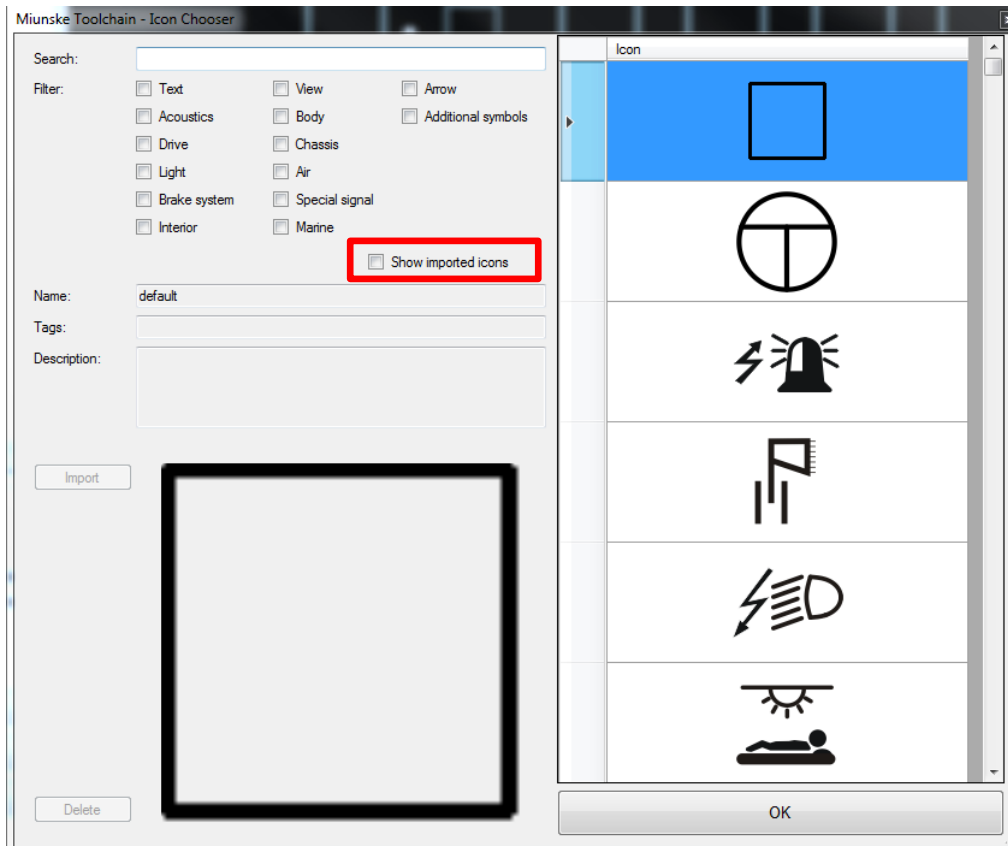 Miunske Toolchain - Icon Chooser
Search:
Filter:
Text
View
Arrow
Acoustics
Body
Additional symbols
Drive
Chassis
Light
Air
Brake system
Special signal
Interior
Marine
Show imported icons
Name:
default
Tags:
Description:
Import
Delete
Icon
OK